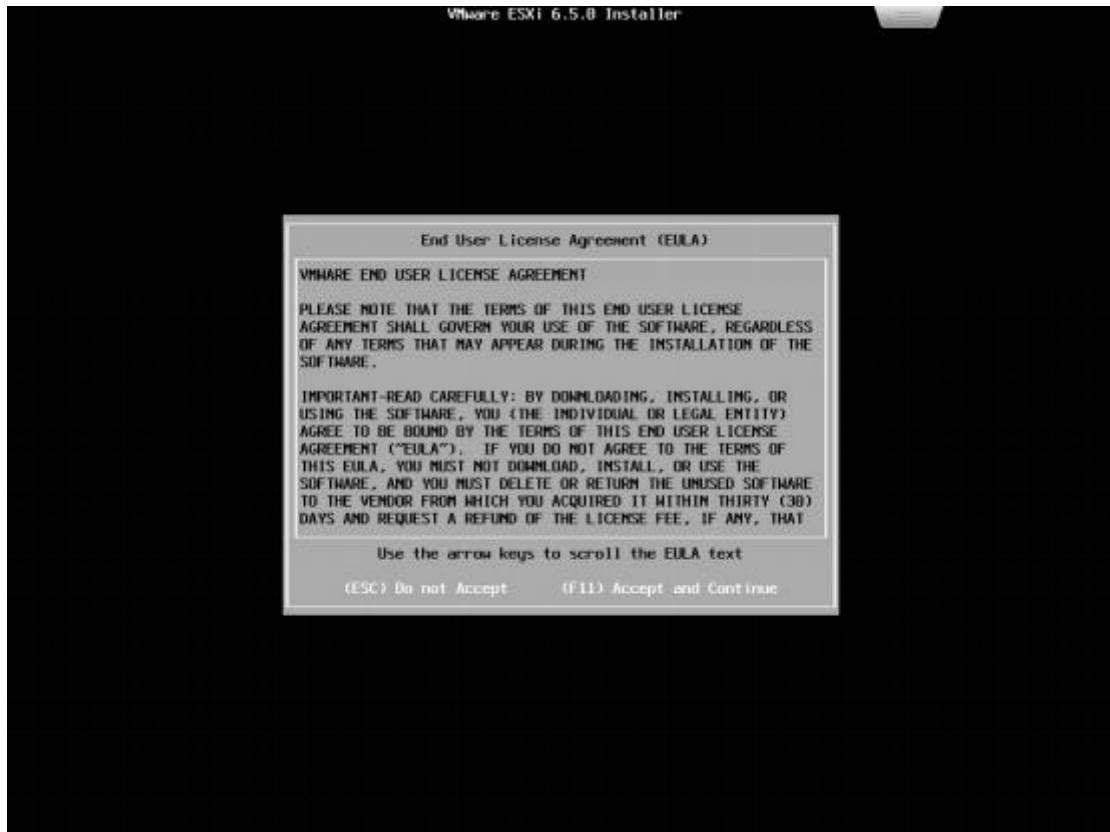 VMware ESXi 6.5.0 Installer
End User License Agreement (EULA)
VMWARE END USER LICENSE AGREEMENT
PLEASE NOTE THAT THE TERMS OF THIS END USER LICENSE
AGREEMENT SHALL GOVERN YOUR USE OF THE SOFTWARE, REGARDLESS
OF ANY TERMS THAT MAY APPEAR DURING THE INSTALLATION OF THE
SOFTWARE.
IMPORTANT-READ CAREFULLY: BY DOWNLOADING, INSTALLING, OR
USING THE SOFTWARE, YOU (THE INDIVIDUAL OR LEGAL ENTITY)
AGREE TO BE BOUND BY THE TERMS OF THIS END USER LICENSE
AGREEMENT ("EULA"). IF YOU DO NOT AGREE TO THE TERMS OF
THIS EULA, YOU MUST NOT DOWNLOAD, INSTALL, OR USE THE
SOFTWARE, AND YOU MUST DELETE OR RETURN THE UNUSED SOFTWARE
TO THE VENDOR FROM WHICH YOU ACQUIRED IT WITHIN THIRTY (30)
DAYS AND REQUEST A REFUND OF THE LICENSE FEE, IF ANY, THAT
Use the arrow keys to scroll the EULA text
(ESC) Do not Accept (F11) Accept and Continue